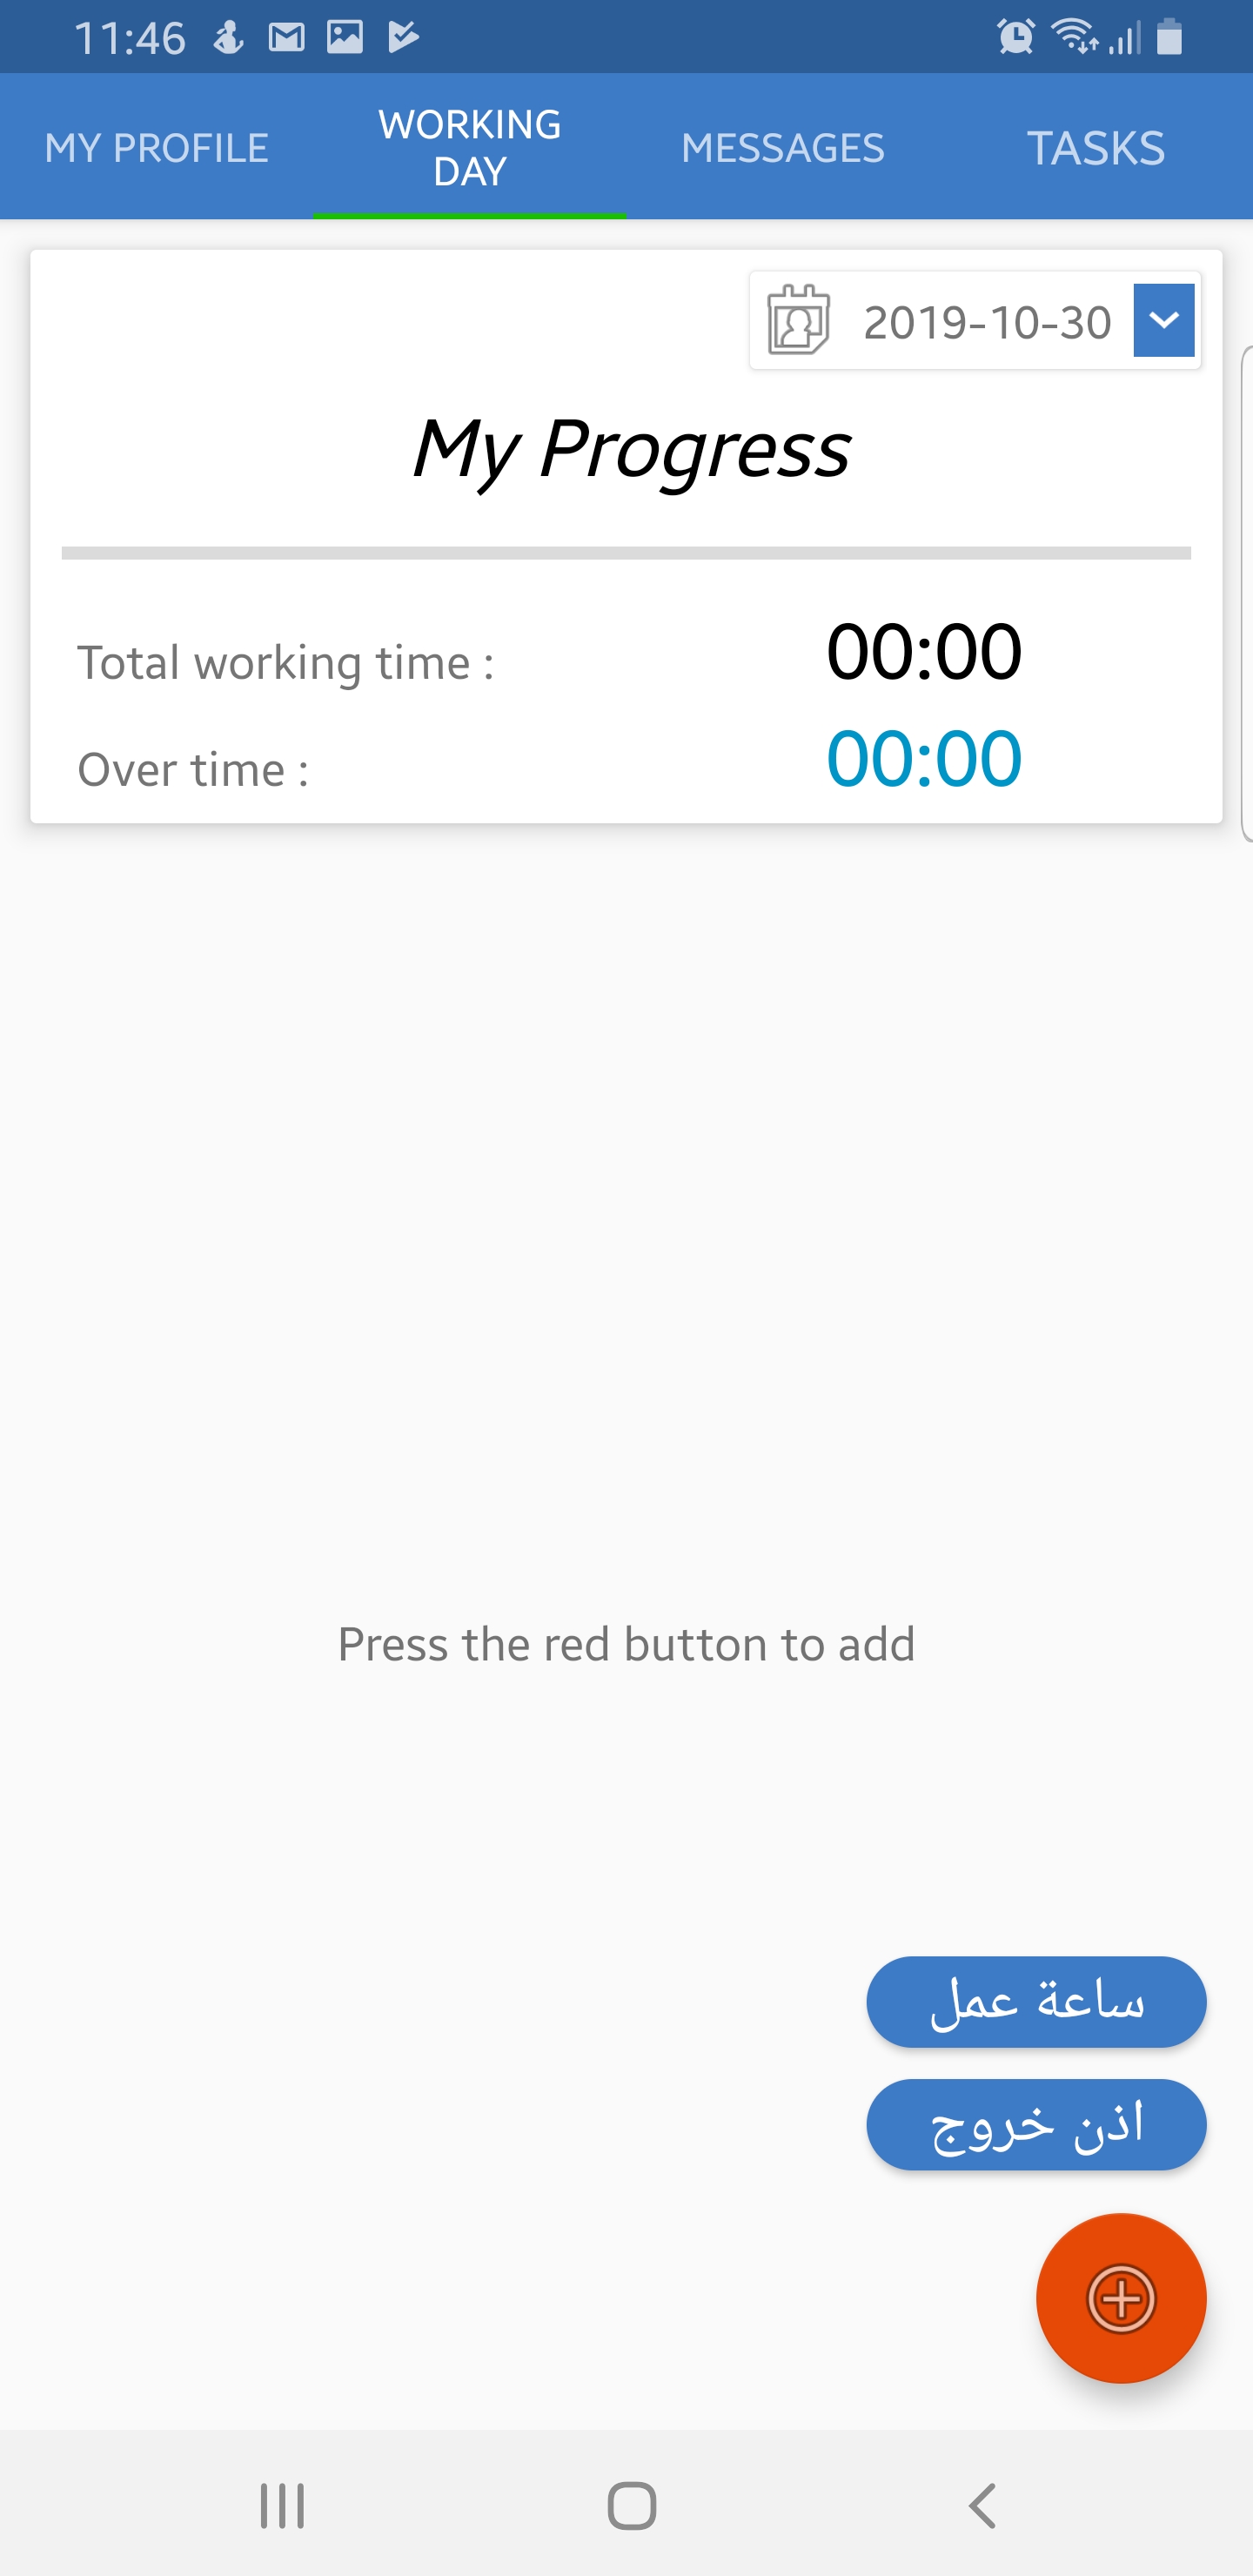 11:46
MY PROFILE
WORKING
DAY
MESSAGES
TASKS
2019-10-30
My Progress
Total working time :
00:00
Over time :
00:00
Press the red button to add
ساعة عمل
اذن خروج